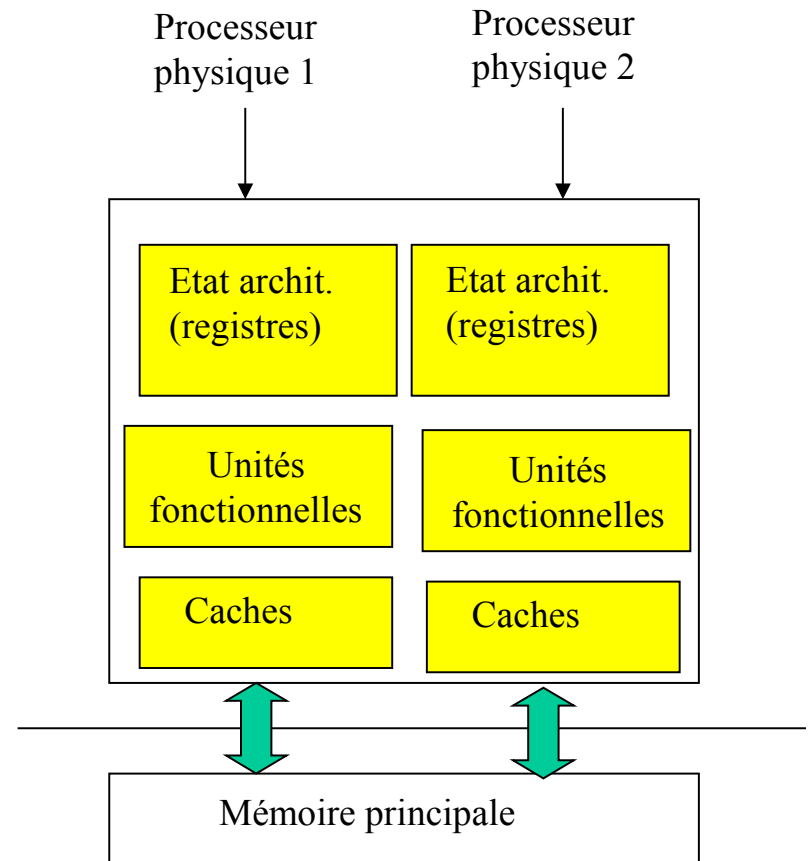 Processeur
physique 1
Processeur
physique 2
Etat archit.
(registres)
Etat archit.
(registres)
Unités
fonctionnelles
Unités
fonctionnelles
Caches
Caches
Mémoire principale